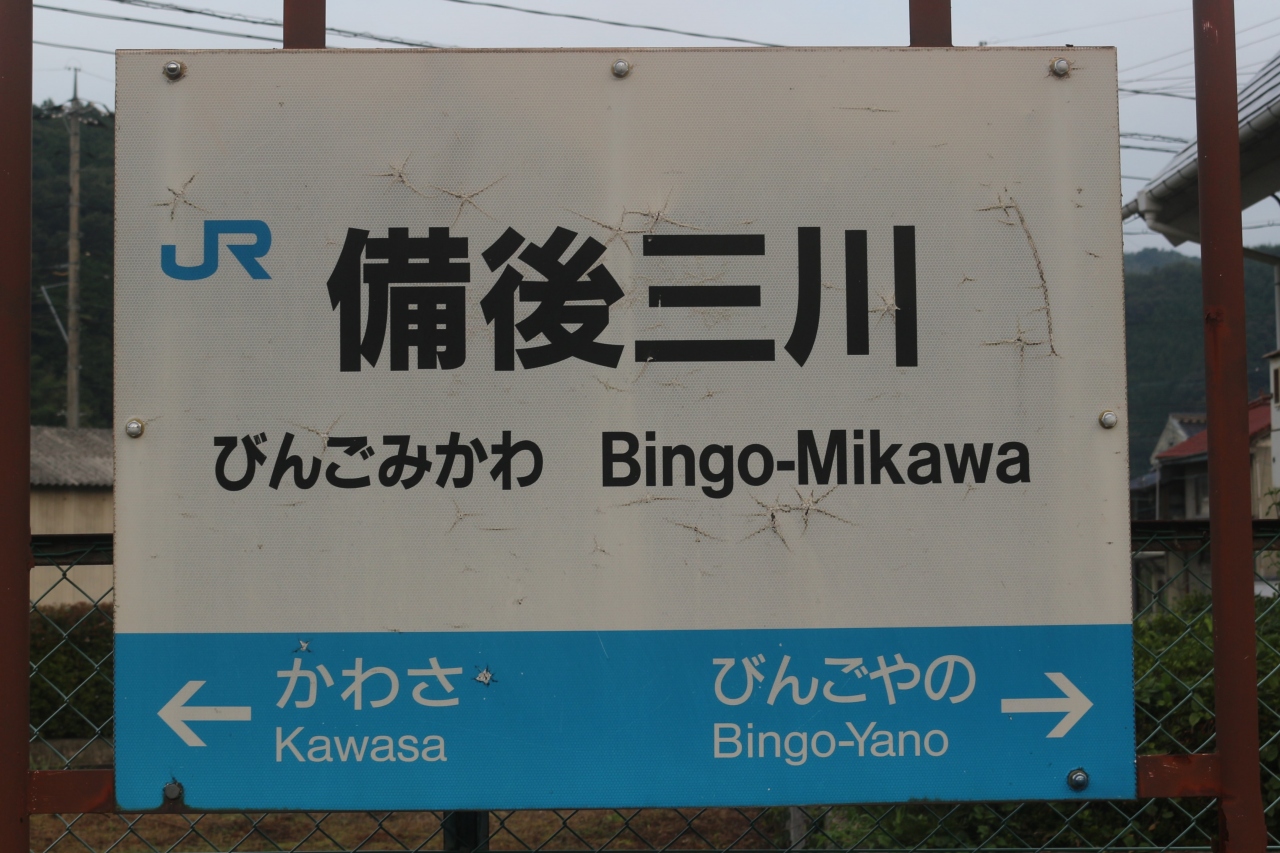 JR 備後三川
びんごみかわ Bingo-Mikawa
← かわさ びんごやの →
Kawasa Bingo-Yano